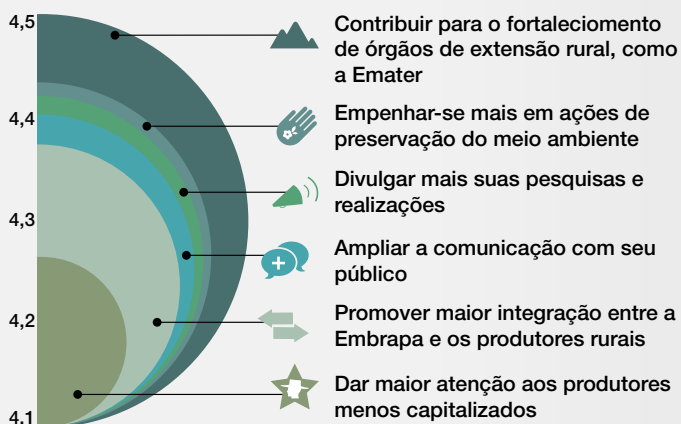 4,5
Contribuir para o fortaleciomento
de órgãos de extensão rural, como
a Emater
4,4
Empenhar-se mais em ações de
preservação do meio ambiente
Divulgar mais suas pesquisas e
realizações
4,3
Ampliar a comunicação com seu
público
4,2
Promover maior integração entre a
Embrapa e os produtores rurais
Dar maior atenção aos produtores
menos capitalizados
4,1